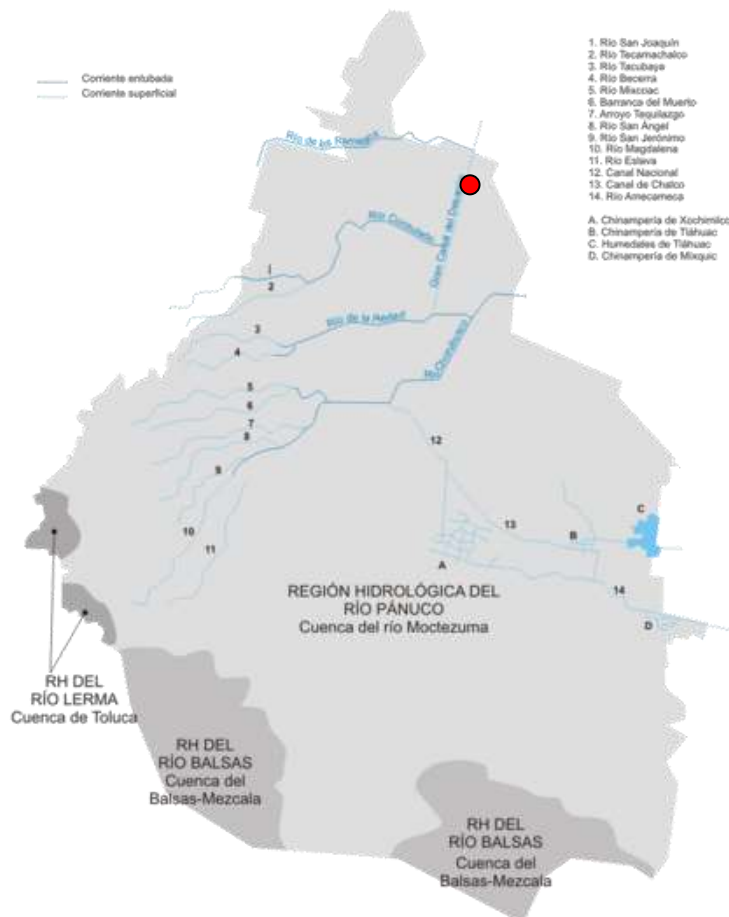 Corriente entubada
Corriente superficial
1. Río San Joaquín
2. Río Tecamachalco
3. Río Tacubaya
4. Río Becerra
5. Río Mixcoac
6. Barranca del Muerto
7. Arroyo Tequilazgo
8. Río San Ángel
9. Río San Jerónimo
10. Río Magdalena
11. Río Eslava
12. Canal Nacional
13. Canal de Chalco
14. Río Amecameca
A. Chinampería de Xochimilco
B. Chinampería de Tláhuac
C. Humedales de Tláhuac
D. Chinampería de Mixquic
Río de los
Río Consulado
Gran Canal del
Río de la Piedad
Río Churubusco
1
2
3
4
5
6
7
8
9
10
11
12
13
14
A
B
C
D
REGIÓN HIDROLÓGICA DEL
RÍO PÁNUCO
Cuenca del río Moctezuma
RH DEL
RÍO LERMA
Cuenca de Toluca
RH DEL
RÍO BALSAS
Cuenca del
Balsas-Mezcala
RH DEL
RÍO BALSAS
Cuenca del
Balsas-Mezcala